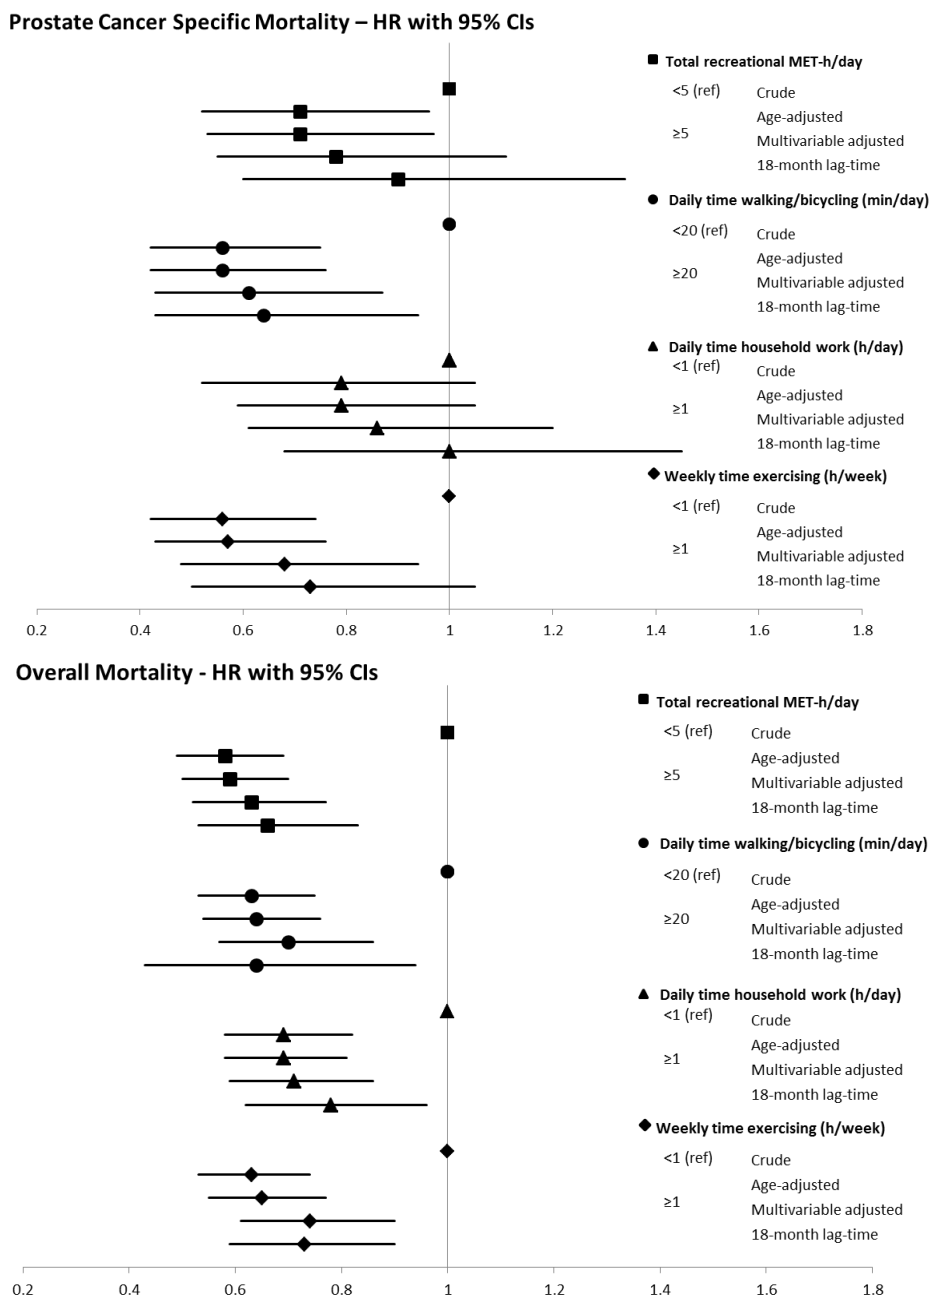 Prostate Cancer Specific Mortality – HR with 95% CIs
Total recreational MET-h/day
<5 (ref) Crude
Age-adjusted
≥5 Multivariable adjusted
18-month lag-time
Daily time walking/bicycling (min/day)
<20 (ref) Crude
Age-adjusted
≥20 Multivariable adjusted
18-month lag-time
Daily time household work (h/day)
<1 (ref) Crude
Age-adjusted
≥1 Multivariable adjusted
18-month lag-time
Weekly time exercising (h/week)
<1 (ref) Crude
Age-adjusted
≥1 Multivariable adjusted
18-month lag-time
0.2 0.4 0.6 0.8 1 1.2 1.4 1.6 1.8
Overall Mortality - HR with 95% CIs
Total recreational MET-h/day
<5 (ref) Crude
Age-adjusted
≥5 Multivariable adjusted
18-month lag-time
Daily time walking/bicycling (min/day)
<20 (ref) Crude
Age-adjusted
≥20 Multivariable adjusted
18-month lag-time
Daily time household work (h/day)
<1 (ref) Crude
Age-adjusted
≥1 Multivariable adjusted
18-month lag-time
Weekly time exercising (h/week)
<1 (ref) Crude
Age-adjusted
≥1 Multivariable adjusted
18-month lag-time
0.2 0.4 0.6 0.8 1 1.2 1.4 1.6 1.8